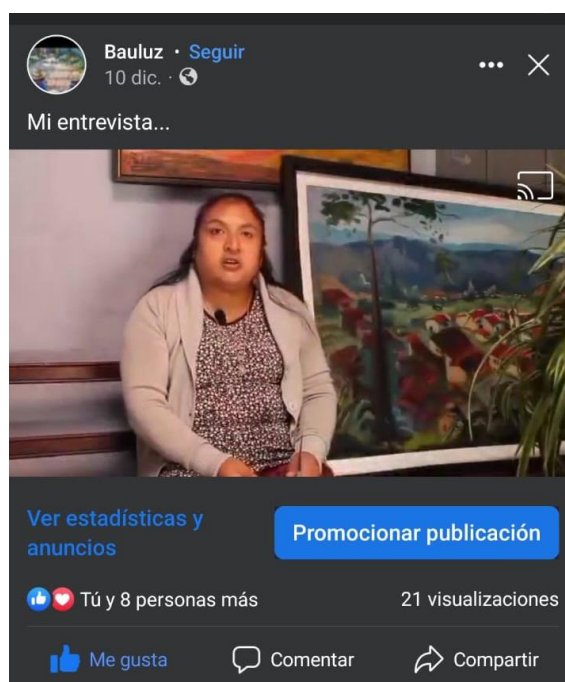 Bauluz · Seguir
10 dic. ·
Mi entrevista...
Ver estadísticas y
anuncios
Promocionar publicación
Tú y 8 personas más
21 visualizaciones
Me gusta
Comentar
Compartir